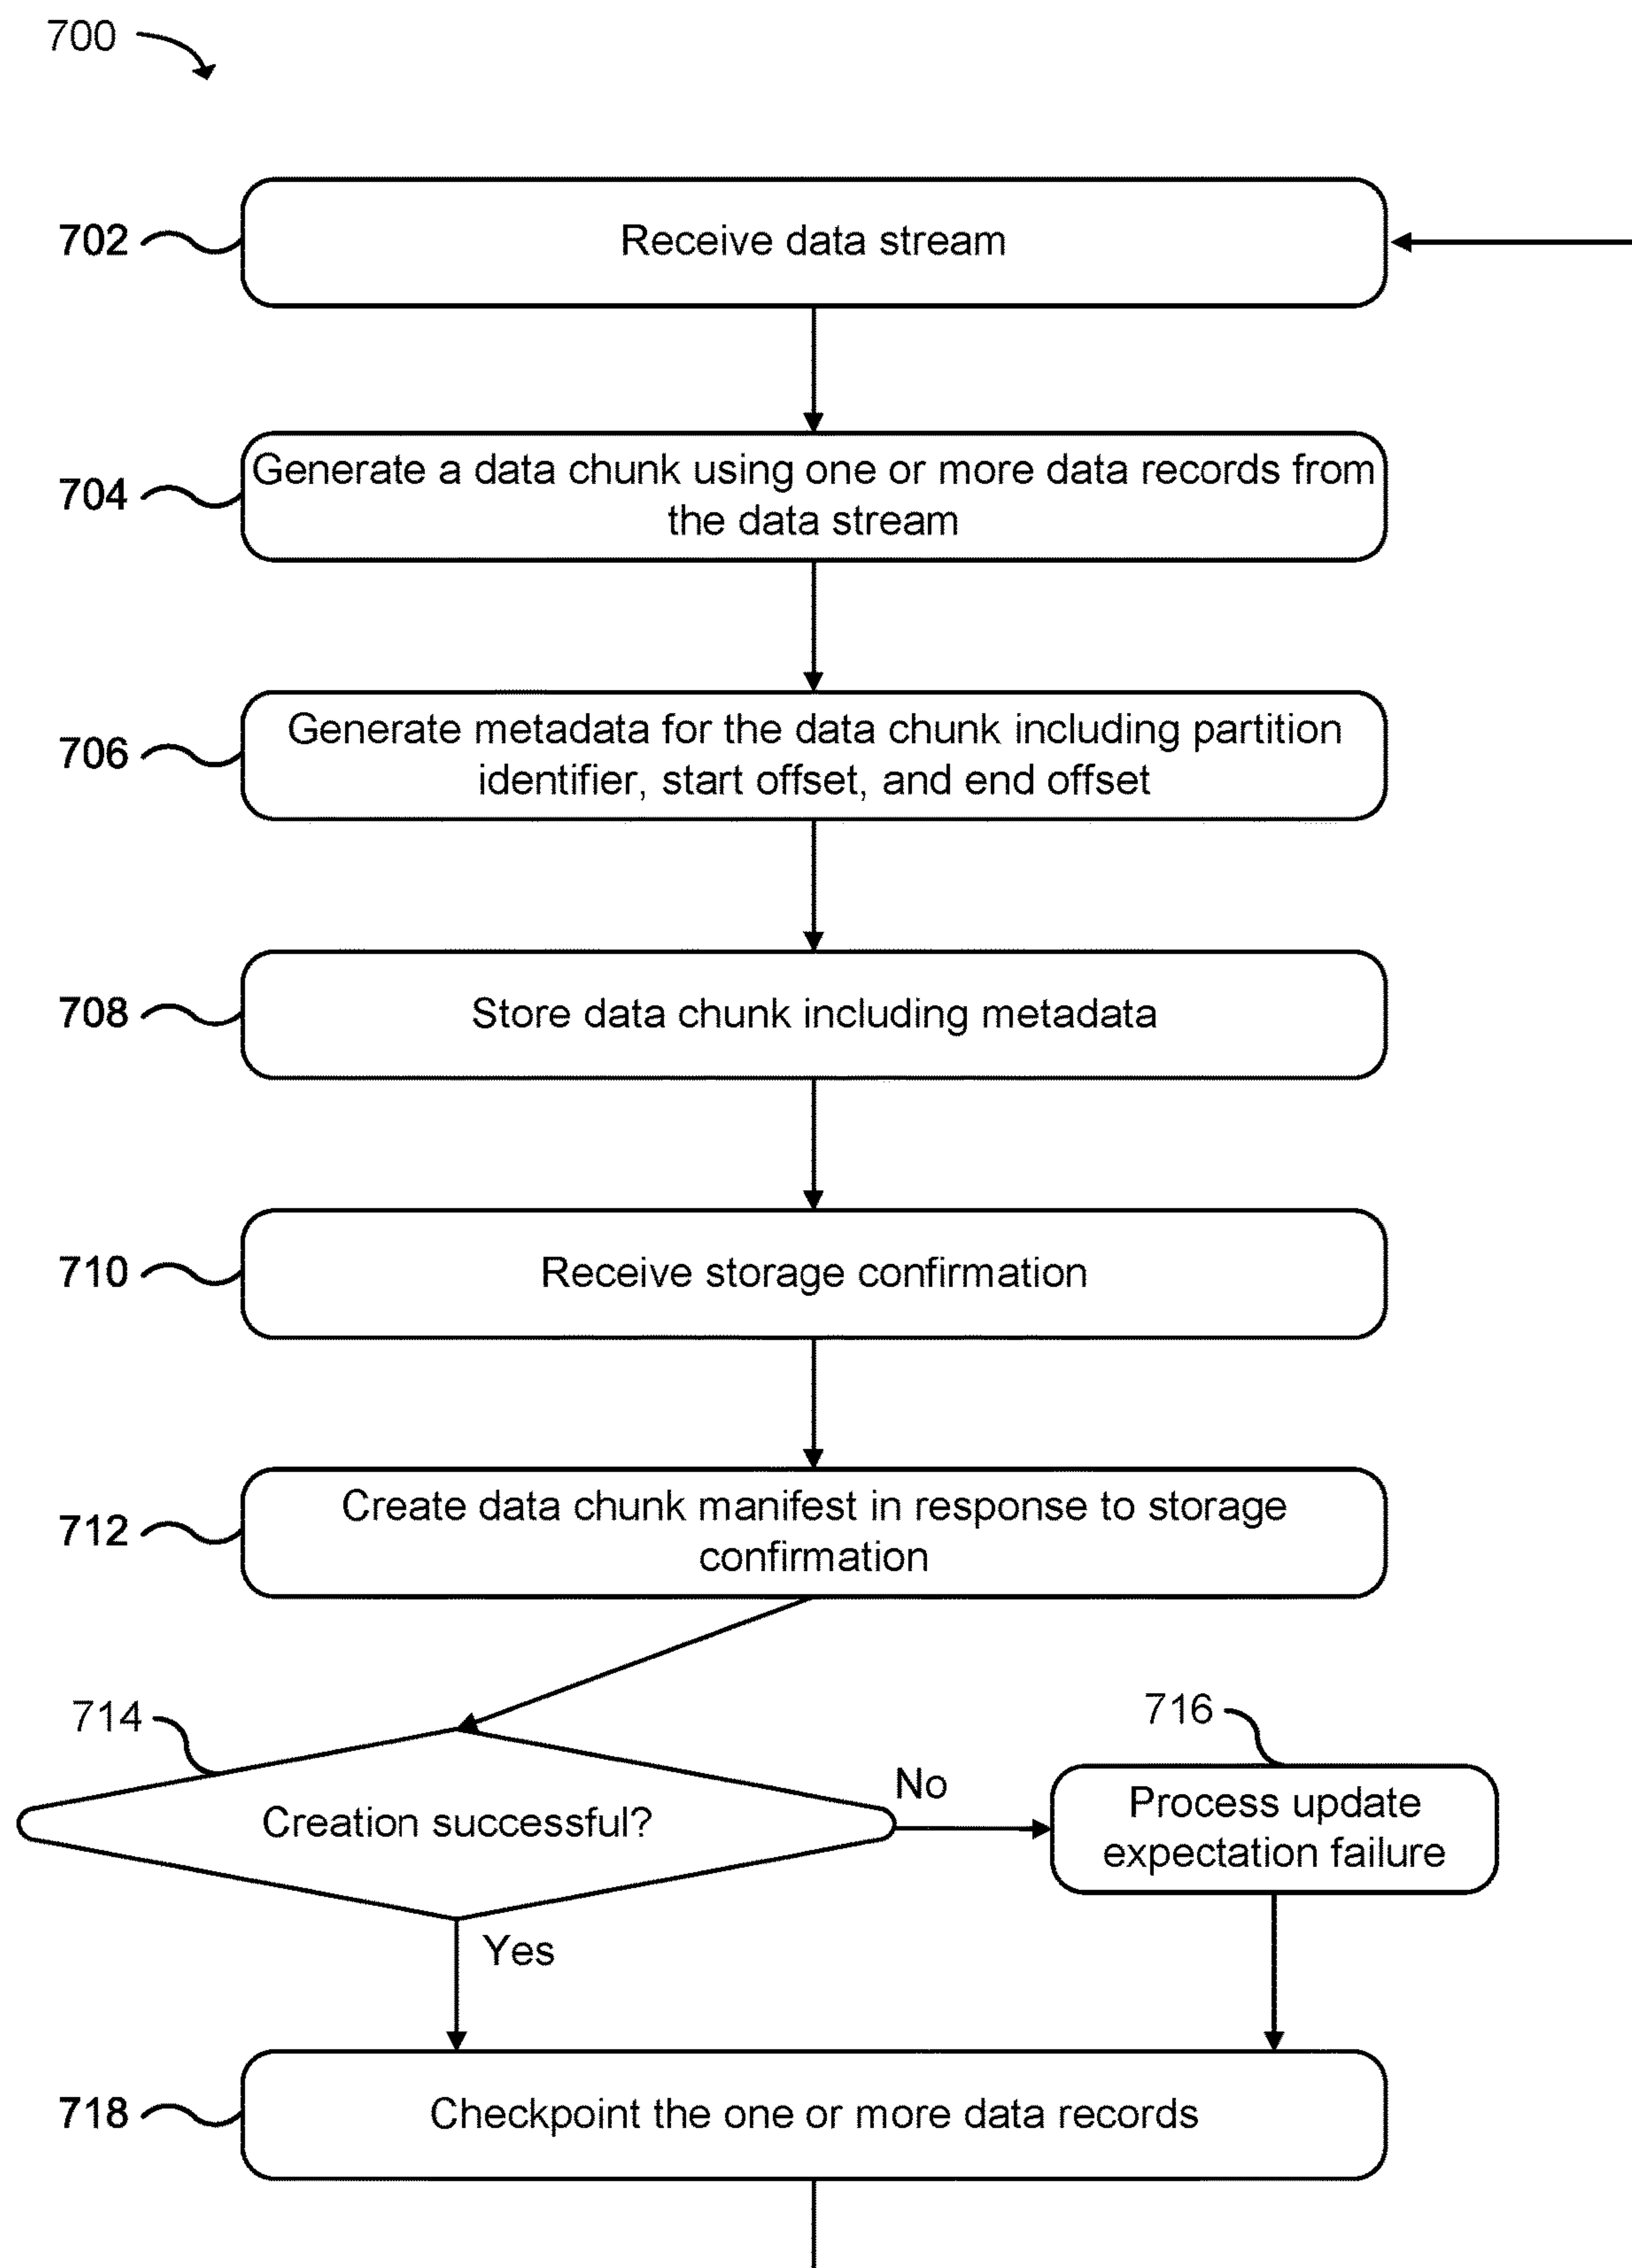 700
702
Receive data stream
704
Generate a data chunk using one or more data records from
the data stream
706
Generate metadata for the data chunk including partition
identifier, start offset, and end offset
708
Store data chunk including metadata
710
Receive storage confirmation
712
Create data chunk manifest in response to storage
confirmation
714
Creation successful?
No
716
Process update
expectation failure
Yes
718
Checkpoint the one or more data records